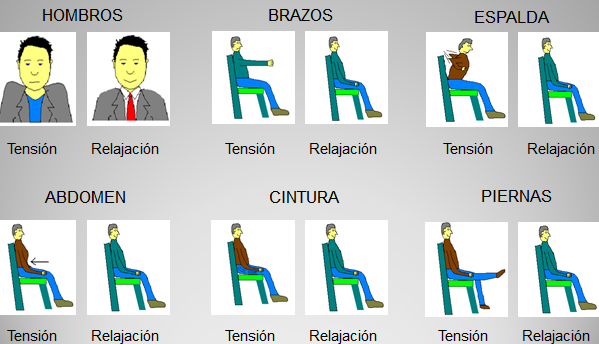 HOMBROS
BRAZOS
ESPALDA
Tensión
Relajación
Tensión
Relajación
Tensión
Relajación
ABDOMEN
CINTURA
PIERNAS
Tensión
Relajación
Tensión
Relajación
Tensión
Relajación